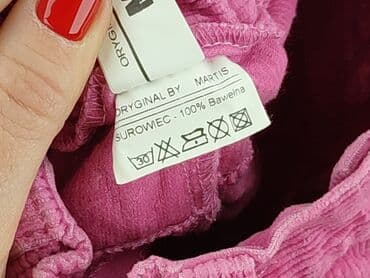 ORYGINAL BY MARTIS
SUROWIEC - 100% Bawełna
30